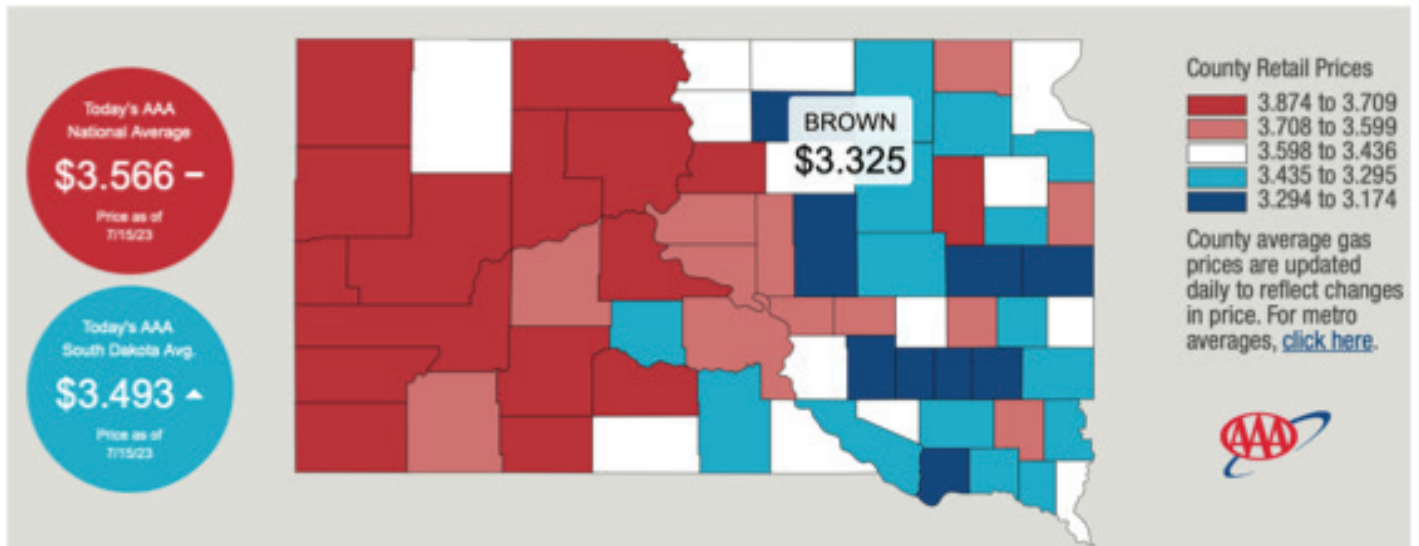 Today's AAA
National Average
$3.566 –
Price as of
7/15/23
Today's AAA
South Dakota Avg.
$3.493
Price as of
7/15/23
BROWN
$3.325
County Retail Prices
3.874 to 3.709
3.708 to 3.599
3.598 to 3.436
3.435 to 3.295
3.294 to 3.174
County average gas
prices are updated
daily to reflect changes
in price. For metro
averages, click here.
AAA